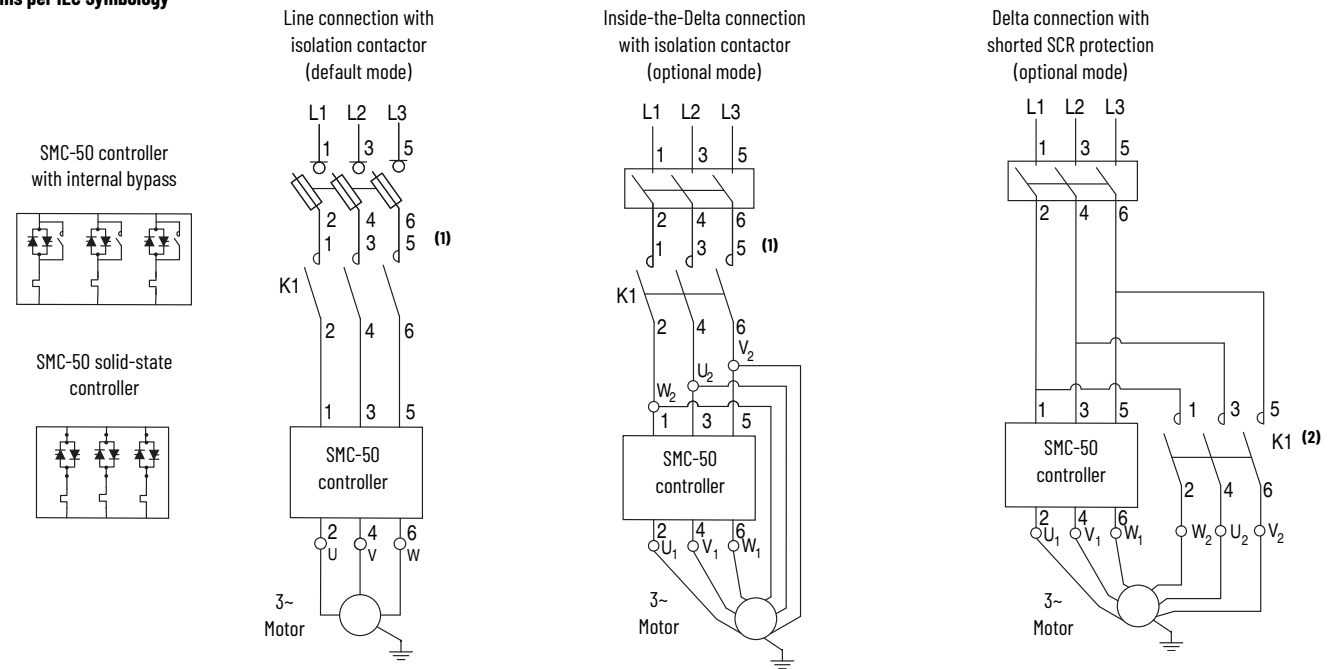 ms per IEC Symbology
Line connection with
isolation contactor
(default mode)
Inside-the-Delta connection
with isolation contactor
(optional mode)
Delta connection with
shorted SCR protection
(optional mode)
SMC-50 controller
with internal bypass
SMC-50 solid-state
controller
L1 L2 L3
1 3 5
2 4 6
1 3 5 (1)
K1
2 4 6
1 3 5
SMC-50
controller
2 4 6
U V W
3~
Motor
L1 L2 L3
1 3 5
2 4 6
1 3 5 (1)
K1
2 4 6
V2
U2
W2
1 3 5
SMC-50
controller
2 4 6
U1 V1 W1
3~
Motor
L1 L2 L3
1 3 5
2 4 6
1 3 5
1 3 5
K1 (2)
SMC-50
controller
2 4 6
2 4 6
U1 V1 W1
W2 U2 V2
3~
Motor